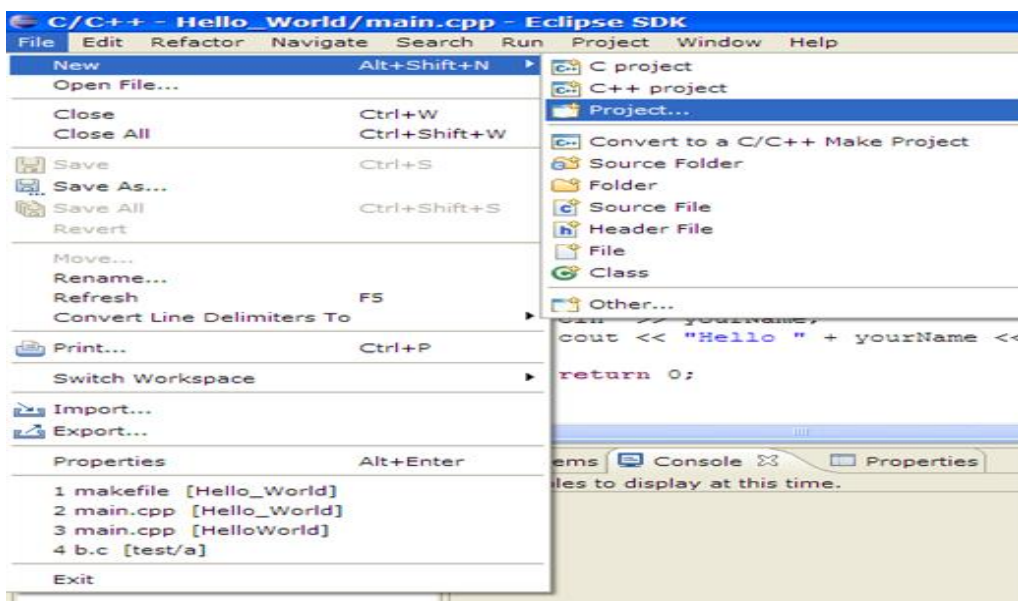 C/C++ - Hello_World/main.cpp - Eclipse SDK
File Edit Refactor Navigate Search Run Project Window Help
New Alt+Shift+N
Open File...
Close Ctrl+W
Close All Ctrl+Shift+W
Save Ctrl+S
Save As...
Save All Ctrl+Shift+S
Revert
Move...
Rename...
Refresh F5
Convert Line Delimiters To
Print... Ctrl+P
Switch Workspace
Import...
Export...
Properties Alt+Enter
1 makefile [Hello_World]
2 main.cpp [Hello_World]
3 main.cpp [HelloWorld]
4 b.c [test/a]
Exit
C project
C++ project
Project...
Convert to a C/C++ Make Project
Source Folder
Folder
Source File
Header File
File
Class
Other...
cout << "Hello " + yourName <<
return 0;
ems Console Properties
les to display at this time.